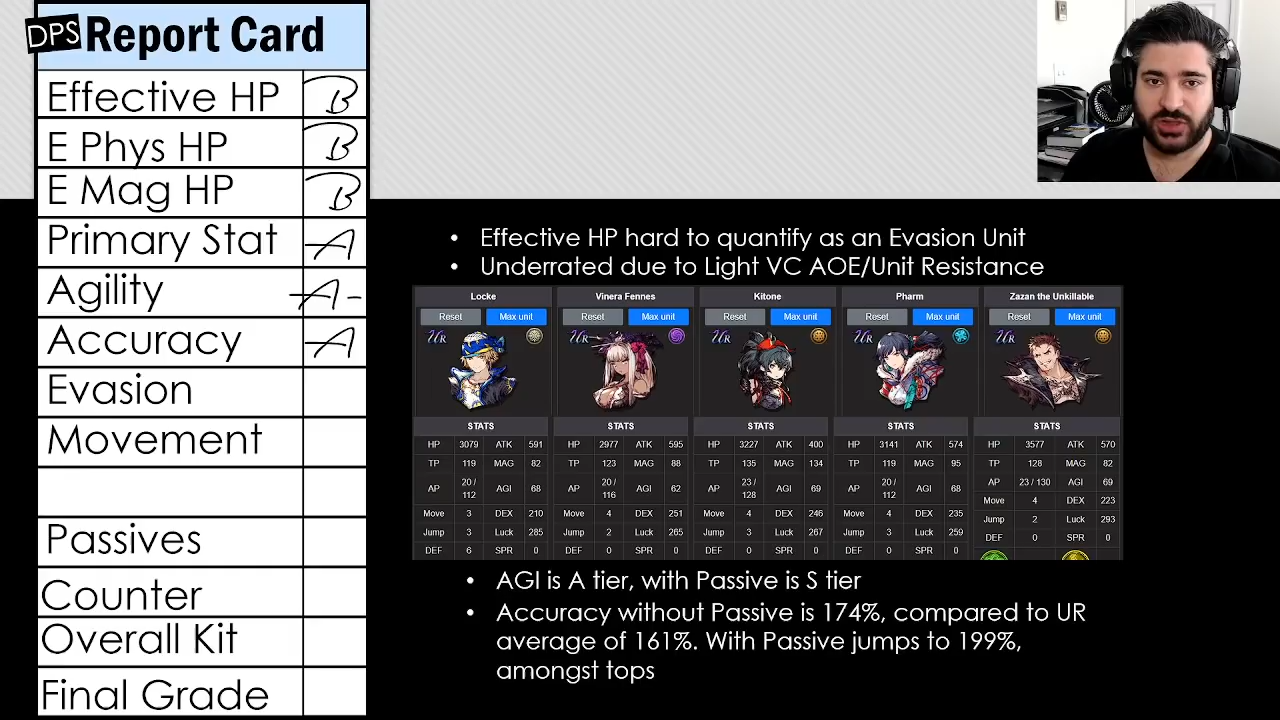 DPS Report Card
Effective HP B
E Phys HP B
E Mag HP B
Primary Stat A
Agility A-
Accuracy A
Evasion
Movement
Passives
Counter
Overall Kit
Final Grade
• Effective HP hard to quantify as an Evasion Unit
• Underrated due to Light VC AOE/Unit Resistance
Locke Vinera Fennes Kitone Pharm Zazan the Unkillable
Reset Max unit Reset Max unit Reset Max unit Reset Max unit Reset Max unit
UR UR UR UR UR
STATS STATS STATS STATS STATS
HP 3079 ATK 591 HP 2977 ATK 595 HP 3227 ATK 400 HP 3141 ATK 574 HP 3577 ATK 570
TP 119 MAG 82 TP 123 MAG 88 TP 135 MAG 134 TP 119 MAG 95 TP 128 MAG 82
AP 20 / 112 AGI 68 AP 20 / 116 AGI 62 AP 23 / 128 AGI 69 AP 20 / 112 AGI 68 AP 23 / 130 AGI 69
Move 3 DEX 210 Move 4 DEX 251 Move 4 DEX 246 Move 4 DEX 235 Move 4 DEX 223
Jump 3 Luck 285 Jump 2 Luck 265 Jump 3 Luck 267 Jump 3 Luck 259 Jump 2 Luck 293
DEF 6 SPR 0 DEF 0 SPR 0 DEF 0 SPR 0 DEF 0 SPR 0 DEF 0 SPR 0
• AGI is A tier, with Passive is S tier
• Accuracy without Passive is 174%, compared to UR
average of 161%. With Passive jumps to 199%,
amongst tops